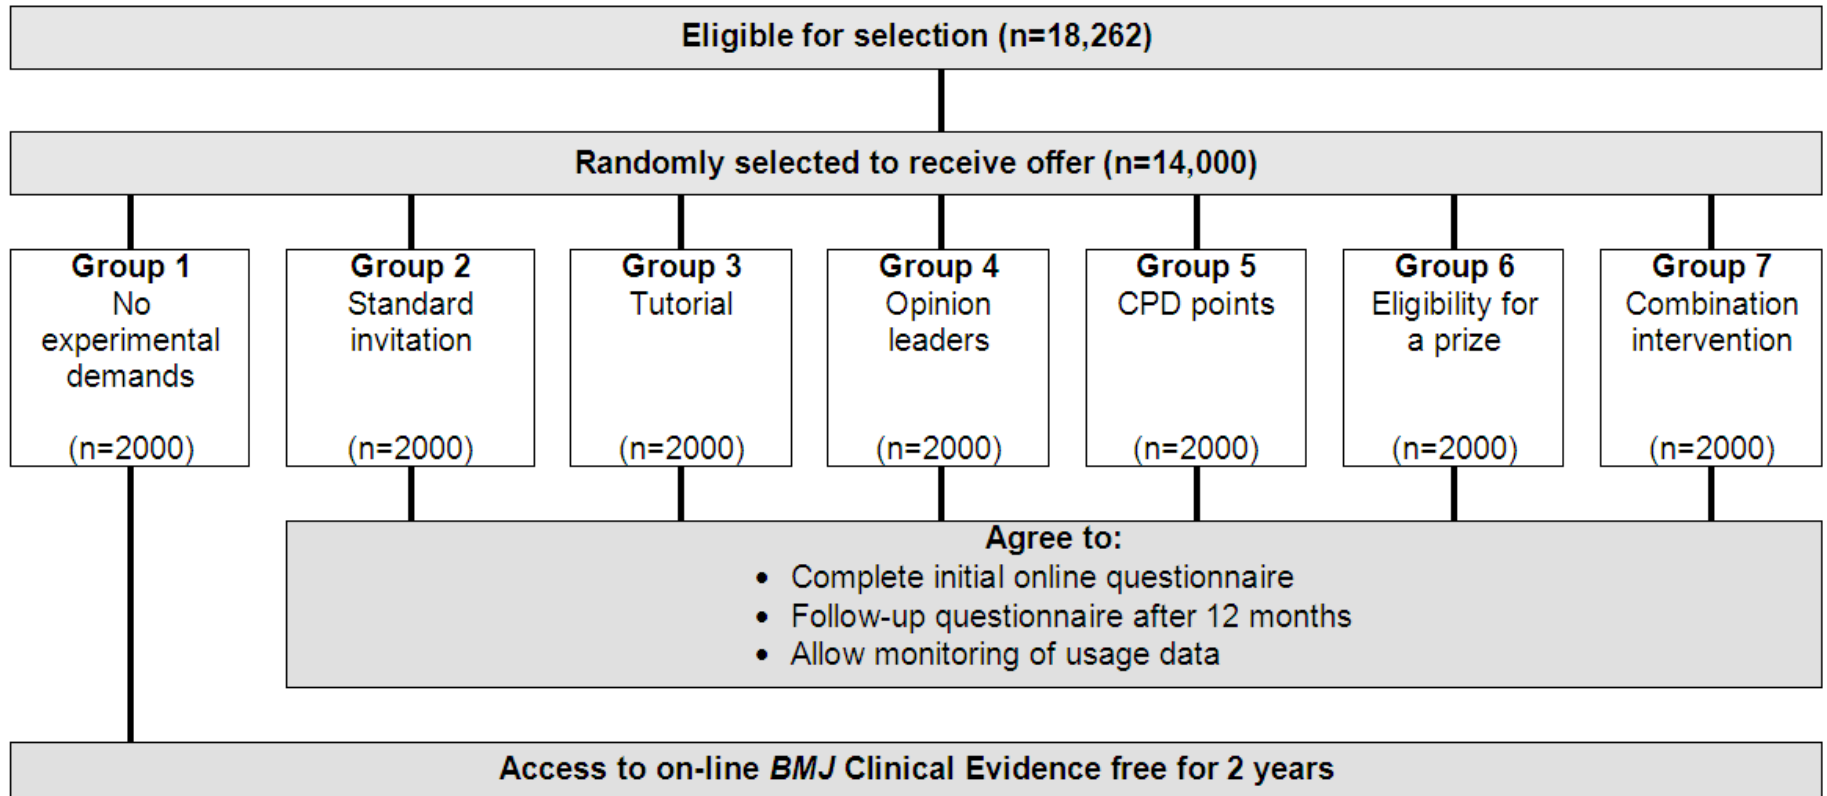 Eligible for selection (n=18,262)
Randomly selected to receive offer (n=14,000)
Group 1
No
experimental
demands
(n=2000)
Group 2
Standard
invitation
(n=2000)
Group 3
Tutorial
(n=2000)
Group 4
Opinion
leaders
(n=2000)
Group 5
CPD points
(n=2000)
Group 6
Eligibility for
a prize
(n=2000)
Group 7
Combination
intervention
(n=2000)
Agree to:
• Complete initial online questionnaire
• Follow-up questionnaire after 12 months
• Allow monitoring of usage data
Access to on-line BMJ Clinical Evidence free for 2 years